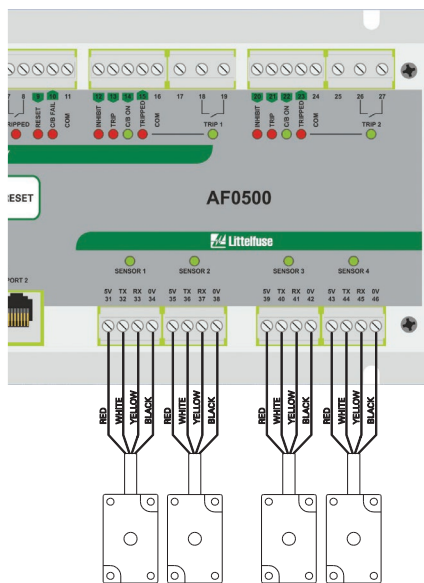 7 8 9 10 11 12 13 14 15 16 17 18 19 20 21 22 23 24 25 26 27
RIPPED RESET C/B FAIL COM INHIBIT TRIP C/B ON TRIPPED COM TRIP 1 INHIBIT TRIP C/B ON TRIPPED COM TRIP 2
RESET
AF0500
Littelfuse
SENSOR 1 SENSOR 2 SENSOR 3 SENSOR 4
PORT 2
5V TX RX 0V 5V TX RX 0V 5V TX RX 0V 5V TX RX 0V
31 32 33 34 35 36 37 38 39 40 41 42 43 44 45 46
RED WHITE YELLOW BLACK RED WHITE YELLOW BLACK RED WHITE YELLOW BLACK RED WHITE YELLOW BLACK